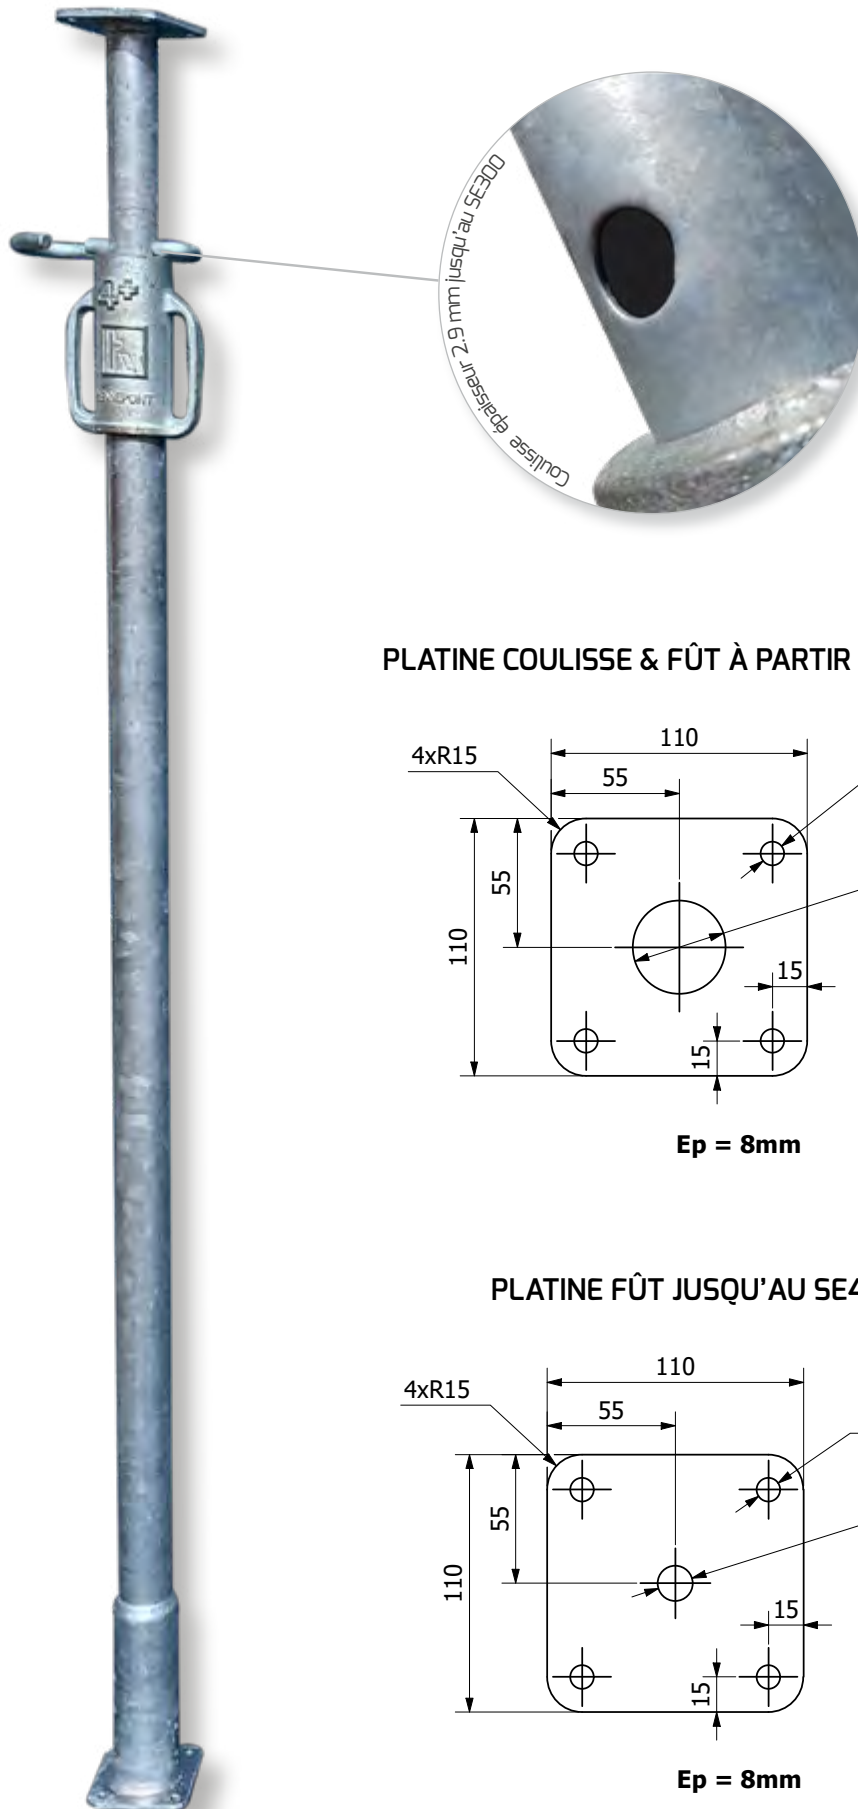 Coulisse épaisseur 2.9 mm jusqu'au SE300
4+
PLATINE COULISSE & FÛT À PARTIR
4xR15
110
55
55
110
15
15
Ep = 8mm
PLATINE FÛT JUSQU'AU SE4
4xR15
110
55
55
110
15
15
Ep = 8mm